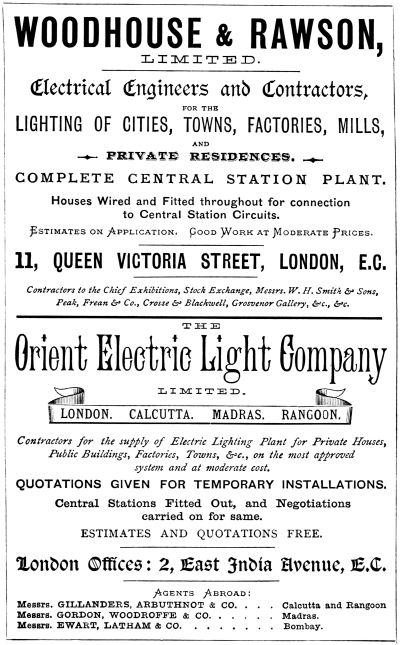 WOODHOUSE & RAWSON,
LIMITED.
Electrical Engineers and Contractors,
FOR THE
LIGHTING OF CITIES, TOWNS, FACTORIES, MILLS,
AND
PRIVATE RESIDENCES.
COMPLETE CENTRAL STATION PLANT.
Houses Wired and Fitted throughout for connection
to Central Station Circuits.
ESTIMATES ON APPLICATION. GOOD WORK AT MODERATE PRICES.
11, QUEEN VICTORIA STREET, LONDON, E.C.
Contractors to the Chief Exhibitions, Stock Exchange, Messrs. W. H. Smith & Sons,
Peak, Frean & Co., Crosse & Blackwell, Grosvenor Gallery, &c., &c.
THE
Orient Electric Light Company
LIMITED.
LONDON. CALCUTTA. MADRAS. RANGOON.
Contractors for the supply of Electric Lighting Plant for Private Houses,
Public Buildings, Factories, Towns, &c., on the most approved
system and at moderate cost.
QUOTATIONS GIVEN FOR TEMPORARY INSTALLATIONS.
Central Stations Fitted Out, and Negotiations
carried on for same.
ESTIMATES AND QUOTATIONS FREE.
London Offices: 2, East India Avenue, E.C.
AGENTS ABROAD:
Messrs. GILLANDERS, ARBUTHNOT & CO. . . . . Calcutta and Rangoon
Messrs. GORDON, WOODROFFE & CO. . . . . . Madras.
Messrs. EWART, LATHAM & CO. . . . . . . . . Bombay.